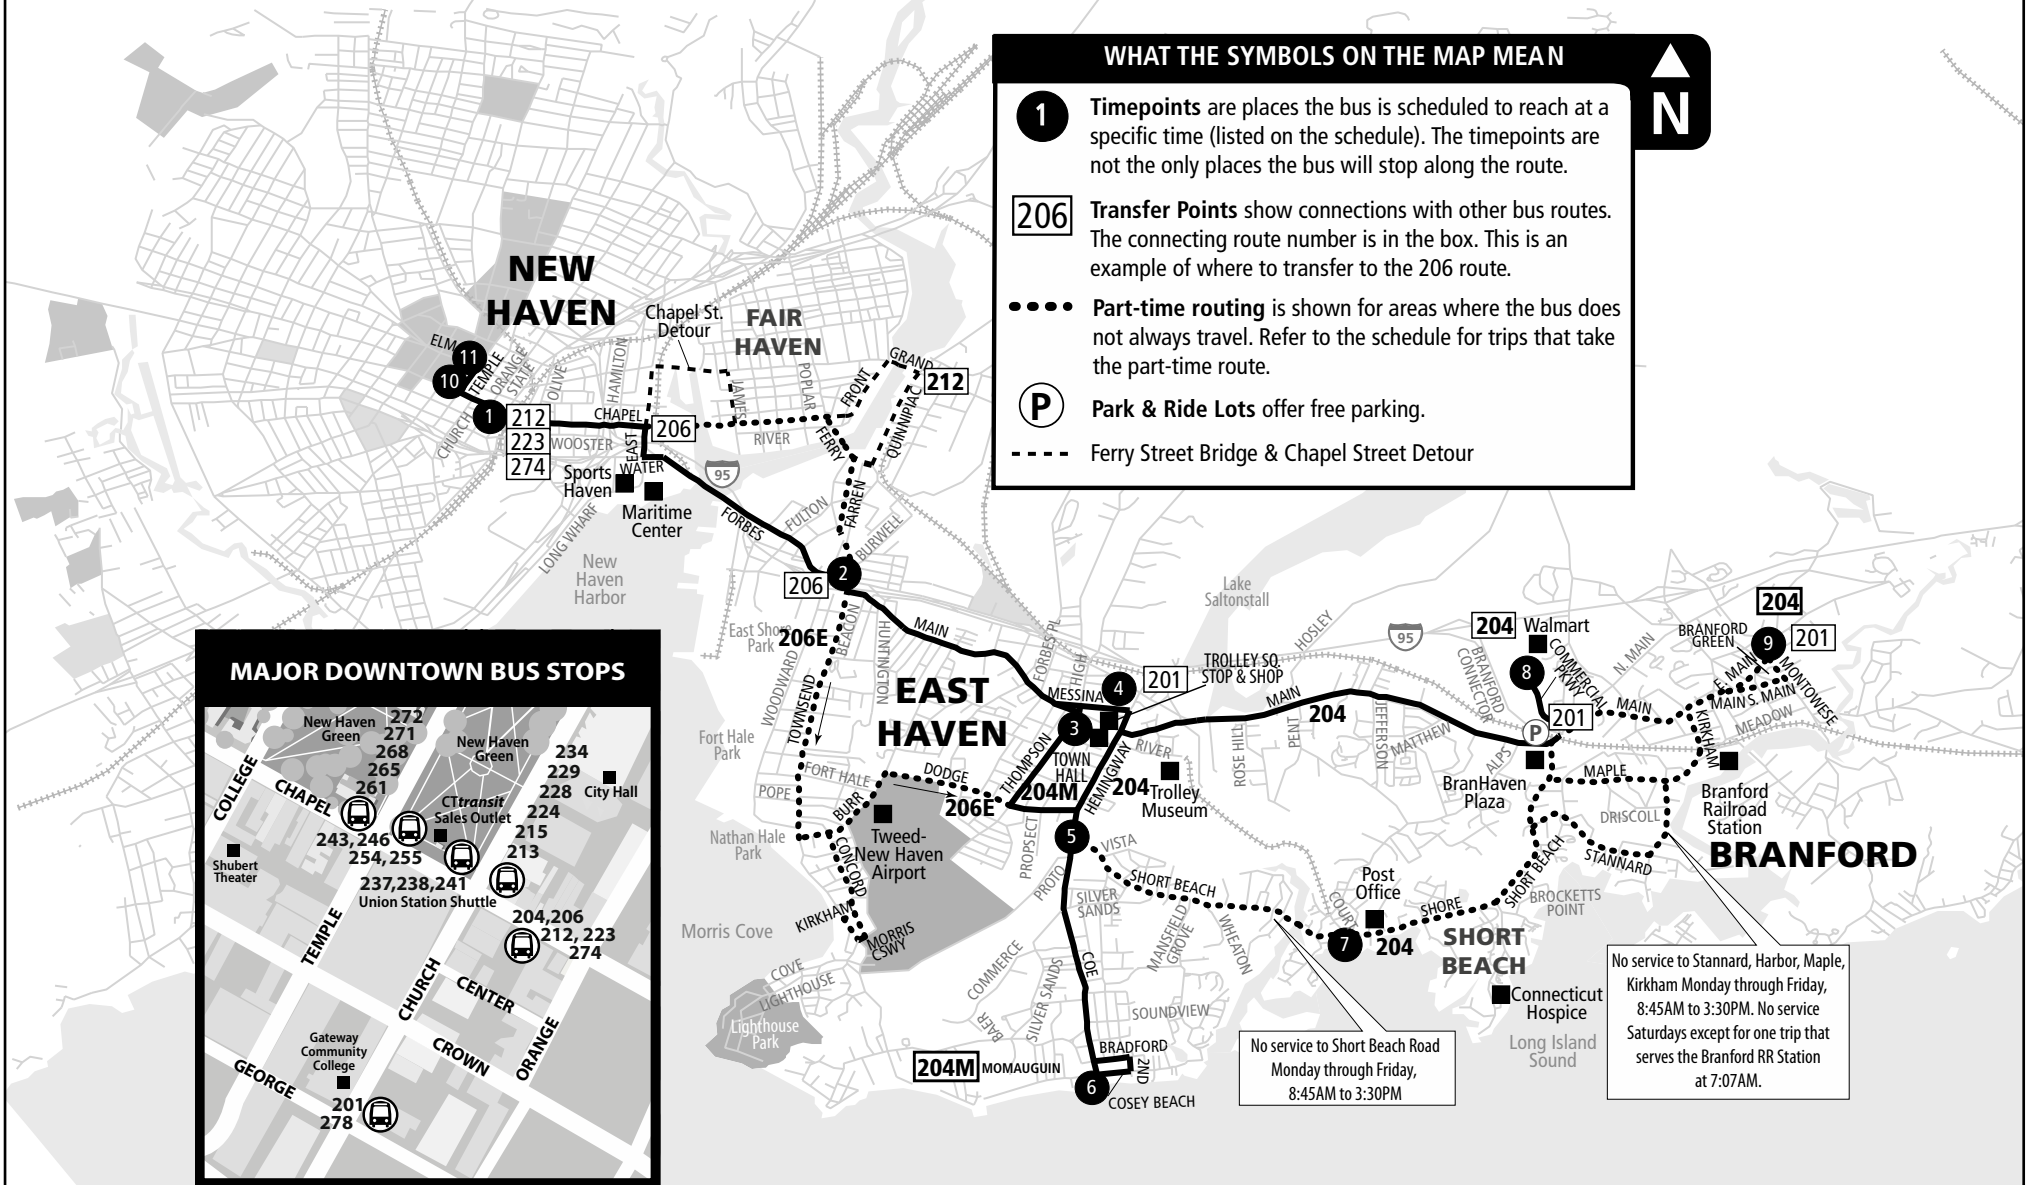 WHAT THE SYMBOLS ON THE MAP MEAN
N
1
Timepoints are places the bus is scheduled to reach at a
specific time (listed on the schedule). The timepoints are
not the only places the bus will stop along the route.
206
Transfer Points show connections with other bus routes.
The connecting route number is in the box. This is an
example of where to transfer to the 206 route.
Part-time routing is shown for areas where the bus does
not always travel. Refer to the schedule for trips that take
the part-time route.
P
Park & Ride Lots offer free parking.
Ferry Street Bridge & Chapel Street Detour
NEW
HAVEN
Chapel St.
Detour
FAIR
HAVEN
ELM
11
10
TEMPLE
ORANGE
STATE
OLIVE
HAMILTON
1
212
223
274
CHURCH
CHAPEL
WOOSTER
EAST
WATER
206
JAMES
POPLAR
RIVER
FRONT
GRAND
212
QUINNIPIAC
FERRY
Sports
Haven
Maritime
Center
95
LONG WHARF
New
Haven
Harbor
FORBES
FULTON
FARREN
BURWELL
2
206
East Shore
Park
206E
BEACON
HUNTINGTON
MAIN
WOODWARD
TOWNSEND
Fort Hale
Park
FORT HALE
POPE
Nathan Hale
Park
EAST
HAVEN
FORBES PL
HIGH
MESSINA
4
201
TROLLEY SQ.
STOP & SHOP
3
THOMPSON
TOWN
HALL
204M
HEMINGWAY
204
RIVER
Trolley
Museum
DODGE
206E
BURR
Tweed-
New Haven
Airport
CONCORD
KIRKHAM
MORRIS
CSWY
Morris Cove
COVE
LIGHTHOUSE
Lighthouse
Park
PROPSECT
5
PROTO
VISTA
SILVER
SANDS
SHORT BEACH
MANSFIELD
GROVE
WHEATON
COMMERCE
BAER
SILVER SANDS
COE
SOUNDVIEW
BRADFORD
2ND
204M
MOMAUGUIN
6
COSEY BEACH
Lake
Saltonstall
HOSLEY
95
MAIN
204
ROSE HILL
PENT
JEFFERSON
MATTHEW
BRANFORD
CONNECTOR
204
Walmart
8
COMMERCIAL
PKWY
N. MAIN
201
P
ALPS
BranHaven
Plaza
MAIN
MAPLE
DRISCOLL
STANNARD
SHORT BEACH
BROCKETTS
POINT
204
BRANFORD
GREEN
9
201
E. MAIN
MAIN
S. MAIN
MONTOWESE
MEADOW
KIRKHAM
Branford
Railroad
Station
BRANFORD
Post
Office
COURT
7
204
SHORE
SHORT
BEACH
Connecticut
Hospice
Long Island
Sound
No service to Short Beach Road
Monday through Friday,
8:45AM to 3:30PM
No service to Stannard, Harbor, Maple,
Kirkham Monday through Friday,
8:45AM to 3:30PM. No service
Saturdays except for one trip that
serves the Branford RR Station
at 7:07AM.
MAJOR DOWNTOWN BUS STOPS
New Haven
Green
272
271
268
265
261
New Haven
Green
234
229
228
224
215
213
City Hall
COLLEGE
CHAPEL
CTtransit
Sales Outlet
243, 246
254, 255
Shubert
Theater
237,238,241
Union Station Shuttle
204,206
212, 223
274
TEMPLE
CHURCH
CENTER
ORANGE
CROWN
Gateway
Community
College
GEORGE
201
278